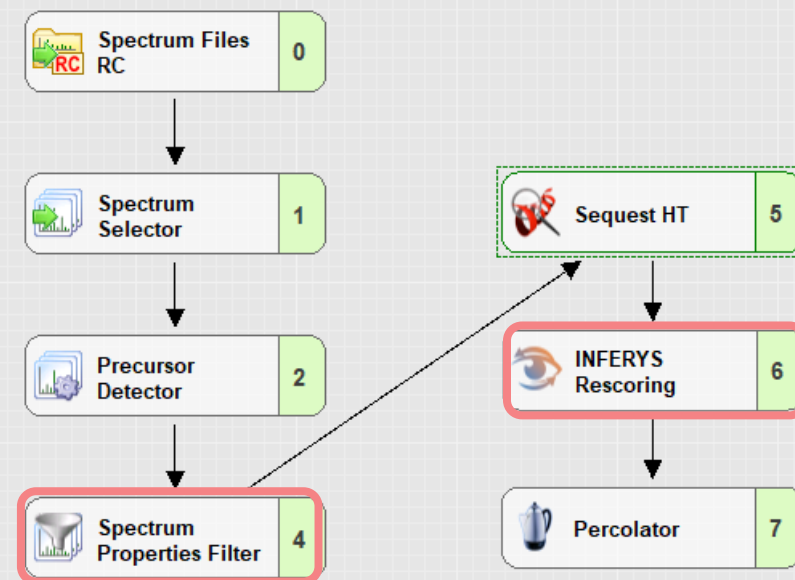 Spectrum Files
RC
RC
0
Spectrum
Selector
1
Precursor
Detector
2
Spectrum
Properties Filter
4
Sequest HT
5
INFERYS
Rescoring
6
Percolator
7